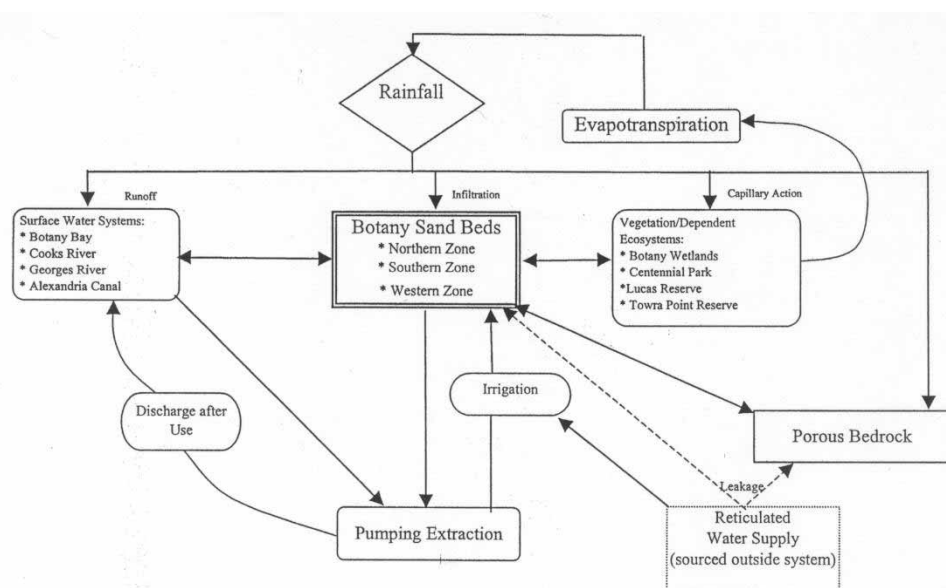 Rainfall
Evapotranspiration
Runoff
Infiltration
Capillary Action
Surface Water Systems:
* Botany Bay
* Cooks River
* Georges River
* Alexandria Canal
Botany Sand Beds
* Northern Zone
* Southern Zone
* Western Zone
Vegetation/Dependent
Ecosystems:
* Botany Wetlands
* Centennial Park
*Lucas Reserve
* Towra Point Reserve
Discharge after
Use
Irrigation
Porous Bedrock
Leakage
Pumping Extraction
Reticulated
Water Supply
(sourced outside system)